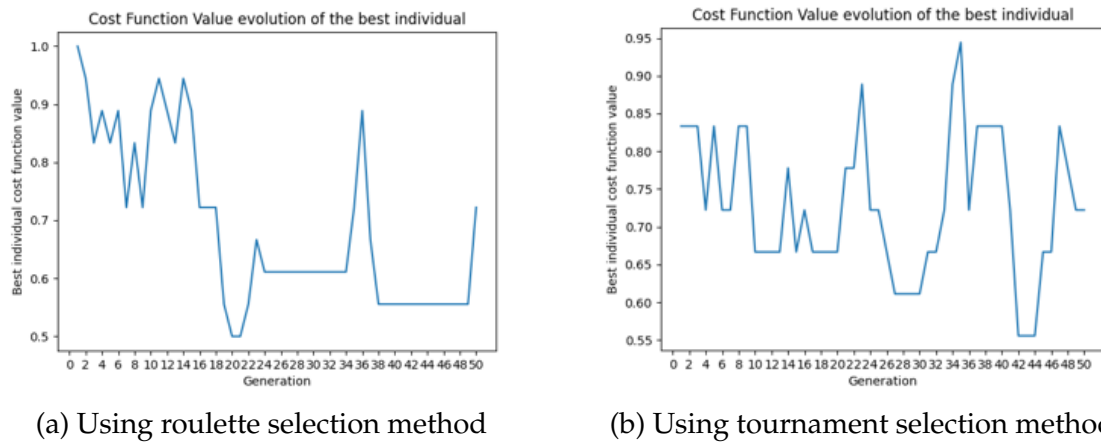 Cost Function Value evolution of the best individual
Best individual cost function value
1.0
0.9
0.8
0.7
0.6
0.5
0 2 4 6 8 10 12 14 16 18 20 22 24 26 28 30 32 34 36 38 40 42 44 46 48 50
Generation
(a) Using roulette selection method
Cost Function Value evolution of the best individual
Best individual cost function value
0.95
0.90
0.85
0.80
0.75
0.70
0.65
0.60
0.55
0 2 4 6 8 10 12 14 16 18 20 22 24 26 28 30 32 34 36 38 40 42 44 46 48 50
Generation
(b) Using tournament selection metho